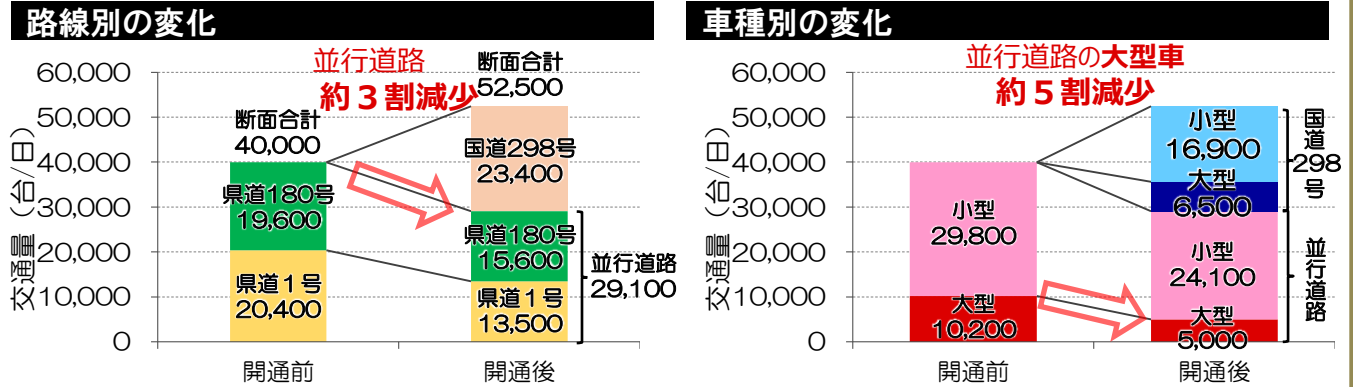 路線別の変化
並行道路
約３割減少
交通量（台/日）
60,000
50,000
40,000
30,000
20,000
10,000
0
断面合計
40,000
県道180号
19,600
県道１号
20,400
断面合計
52,500
国道298号
23,400
県道180号
15,600
県道１号
13,500
並行道路
29,100
開通前
開通後
車種別の変化
並行道路の大型車
約５割減少
交通量（台/日）
60,000
50,000
40,000
30,000
20,000
10,000
0
小型
29,800
大型
10,200
小型
16,900
大型
6,500
小型
24,100
大型
5,000
国道298号
並行道路
開通前
開通後